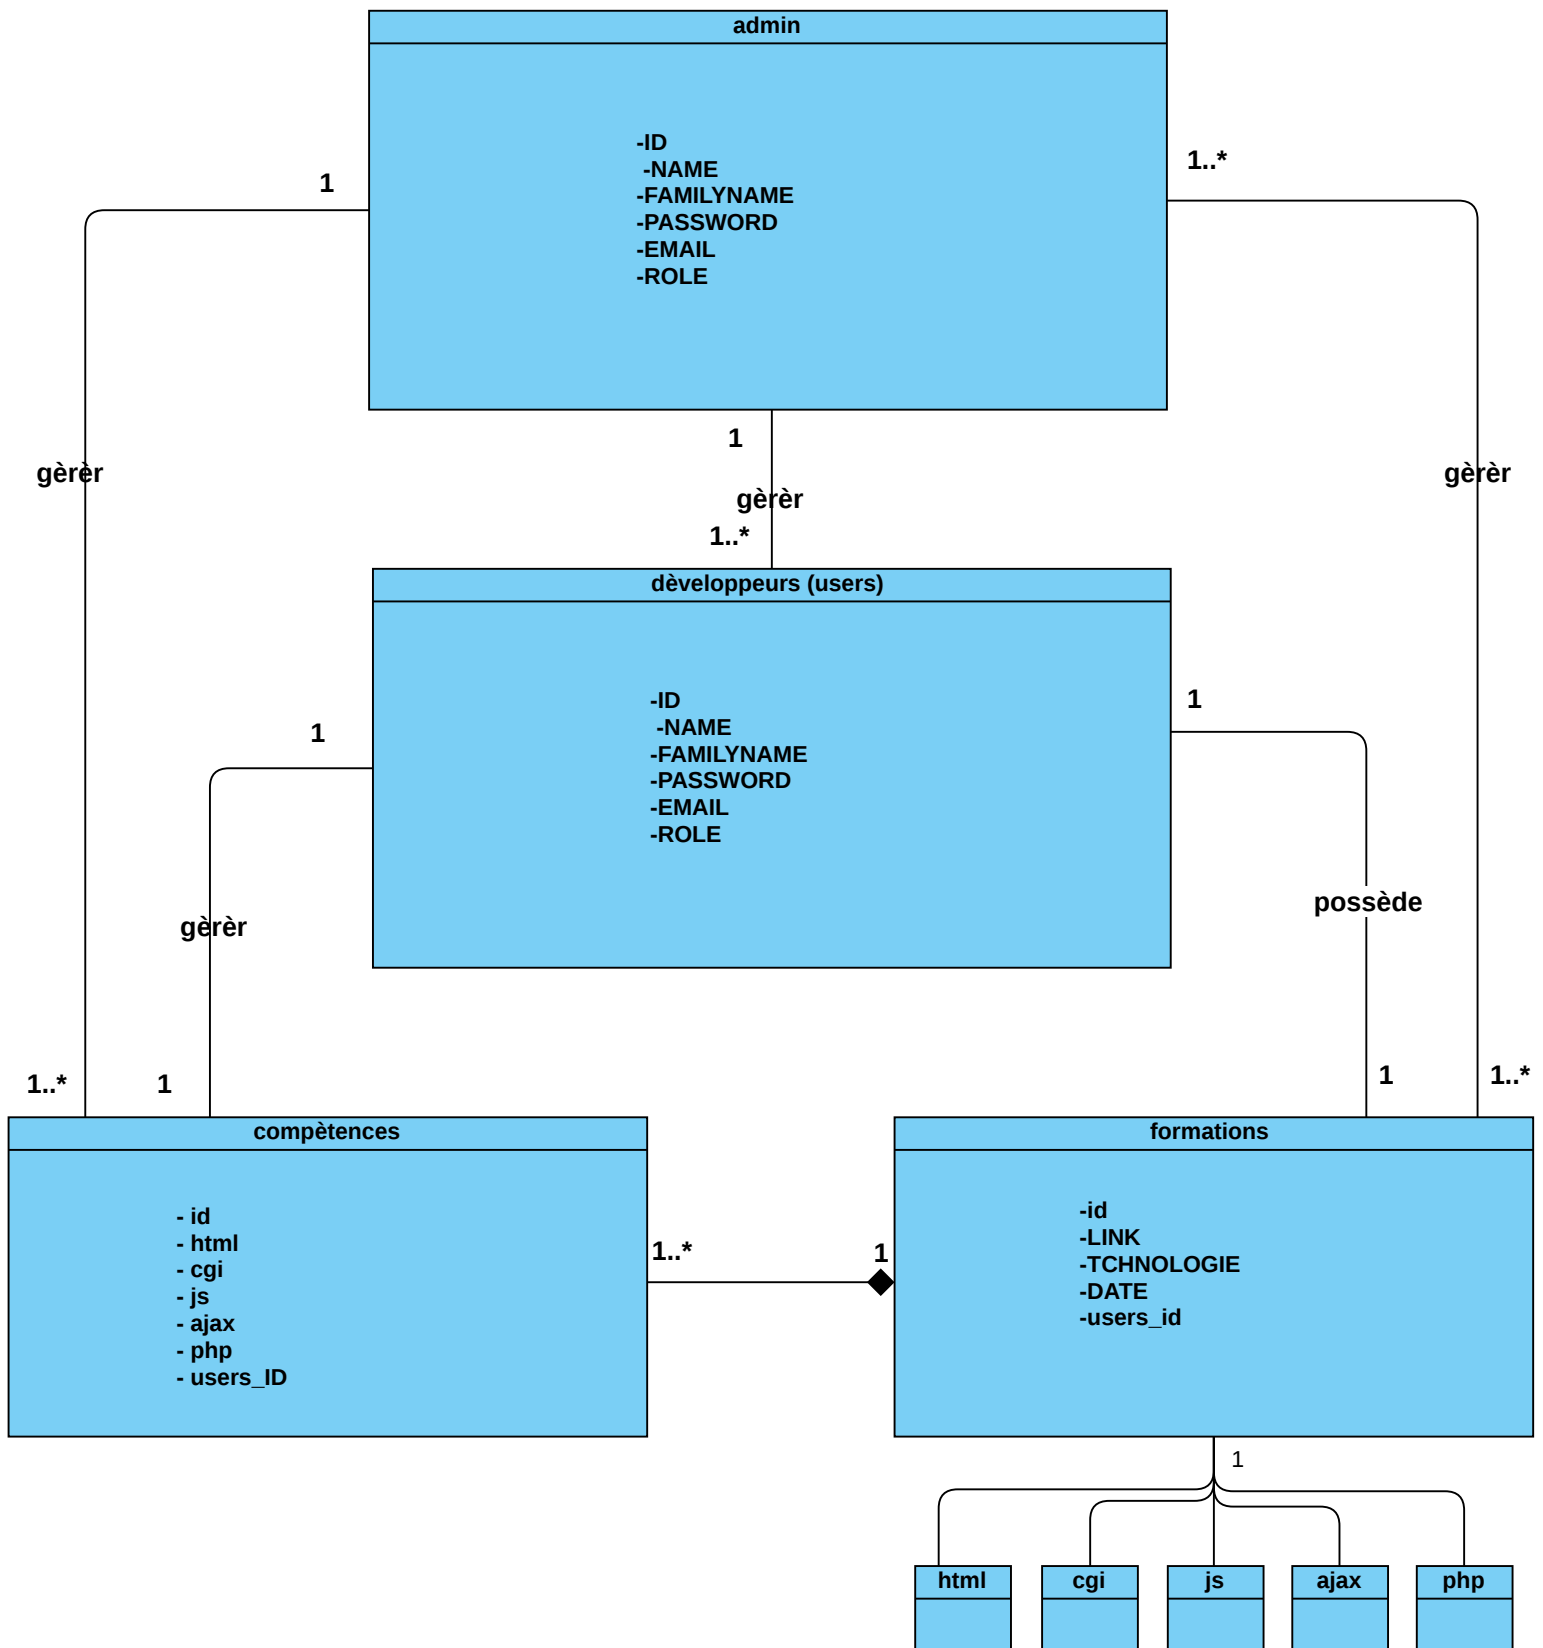 admin
-ID
-NAME
-FAMILYNAME
-PASSWORD
-EMAIL
-ROLE
1
1..*
gèrèr
1
gèrèr
1..*
gèrèr
dèveloppeurs (users)
-ID
-NAME
-FAMILYNAME
-PASSWORD
-EMAIL
-ROLE
1
1
gèrèr
possède
1..*
1
1
1..*
compètences
- id
- html
- cgi
- js
- ajax
- php
- users_ID
1..*
1
formations
-id
-LINK
-TCHNOLOGIE
-DATE
-users_id
1
html
cgi
js
ajax
php